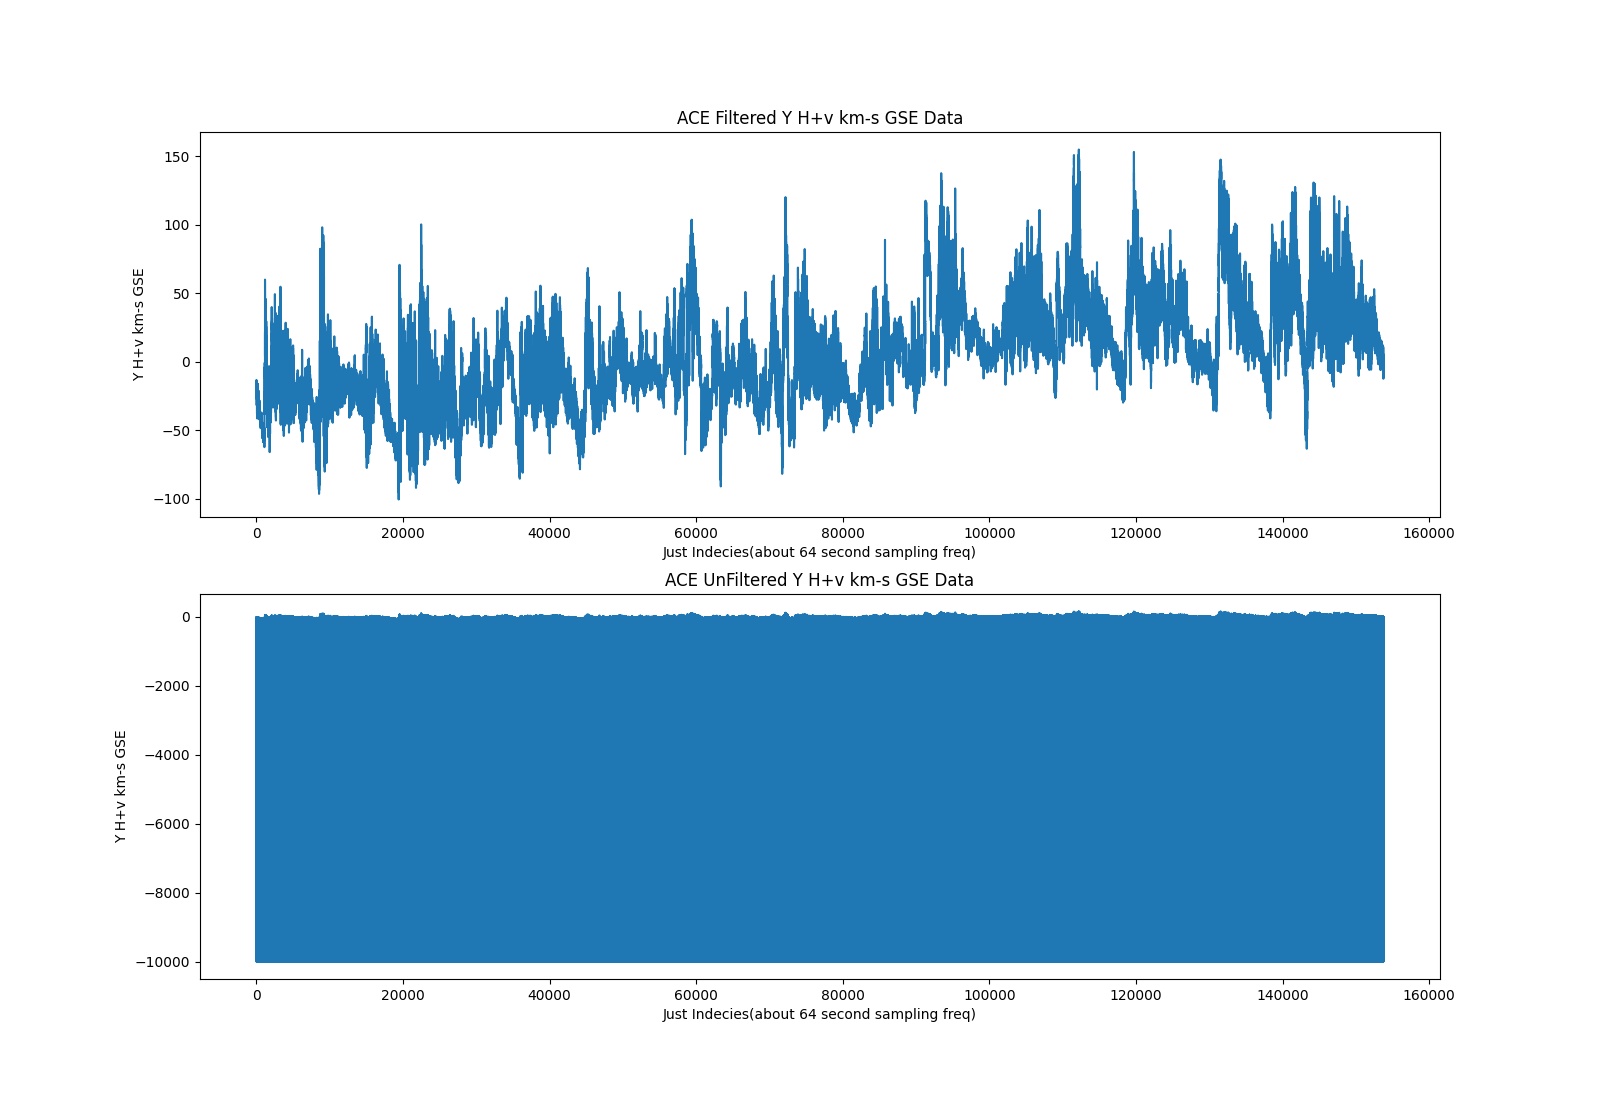 ACE Filtered Y H+v km-s GSE Data
Y H+v km-s GSE
150
100
50
0
−50
−100
0 20000 40000 60000 80000 100000 120000 140000 160000
Just Indecies(about 64 second sampling freq)
ACE UnFiltered Y H+v km-s GSE Data
Y H+v km-s GSE
0
−2000
−4000
−6000
−8000
−10000
0 20000 40000 60000 80000 100000 120000 140000 160000
Just Indecies(about 64 second sampling freq)